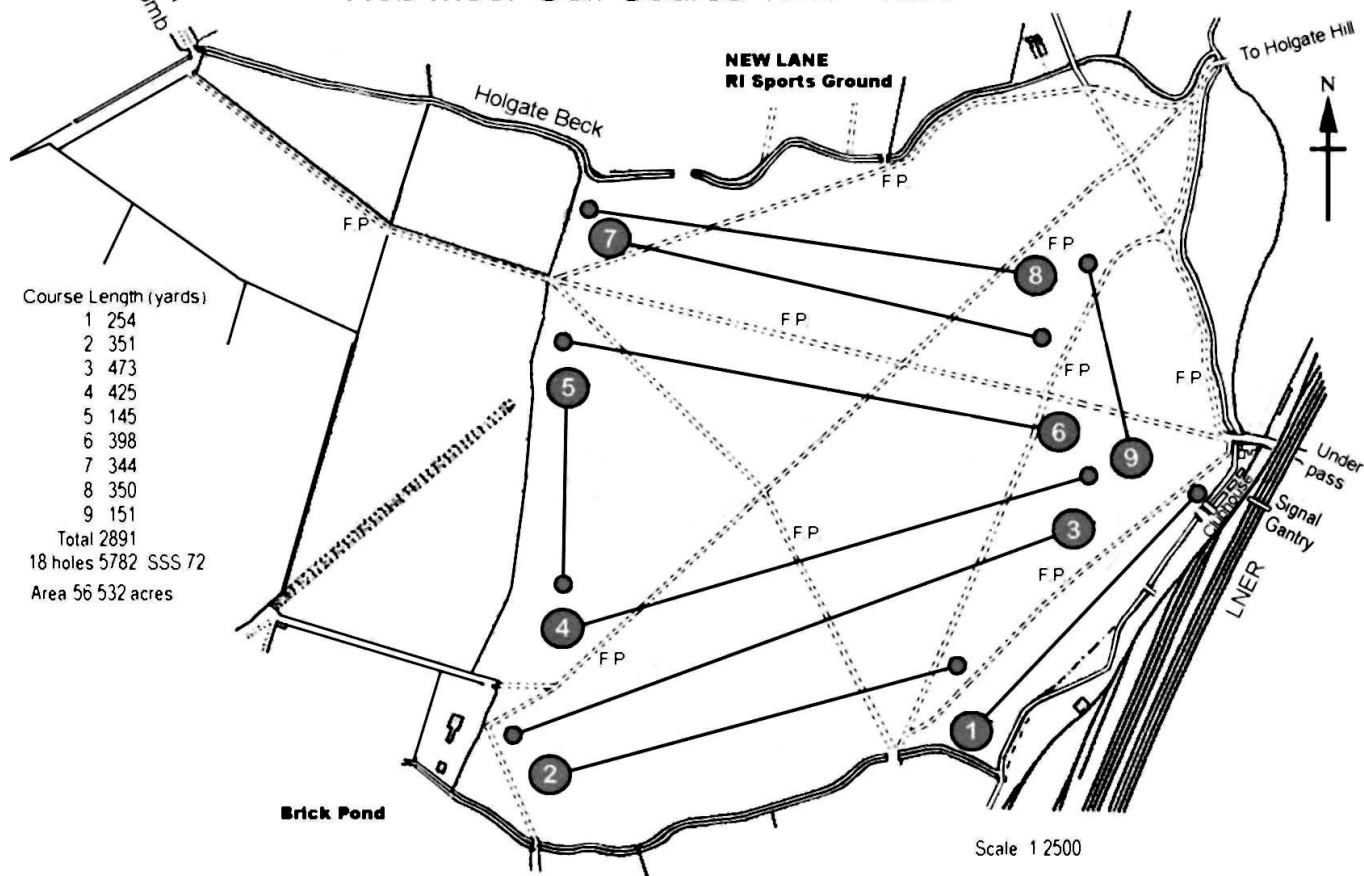 To Holgate Hill
NEW LANE
RI Sports Ground
N
Holgate Beck
F.P.
F.P.
7
8
F.P
9
F.P.
F.P
F.P.
5
6
Under
pass
Clubhouse
Signal
Gantry
LNER
3
F.P.
F.P.
4
F.P.
1
2
Course Length (yards)
1 254
2 351
3 473
4 425
5 145
6 398
7 344
8 350
9 151
Total 2891
18 holes 5782 SSS 72
Area 56 532 acres
Brick Pond
Scale 1 2500